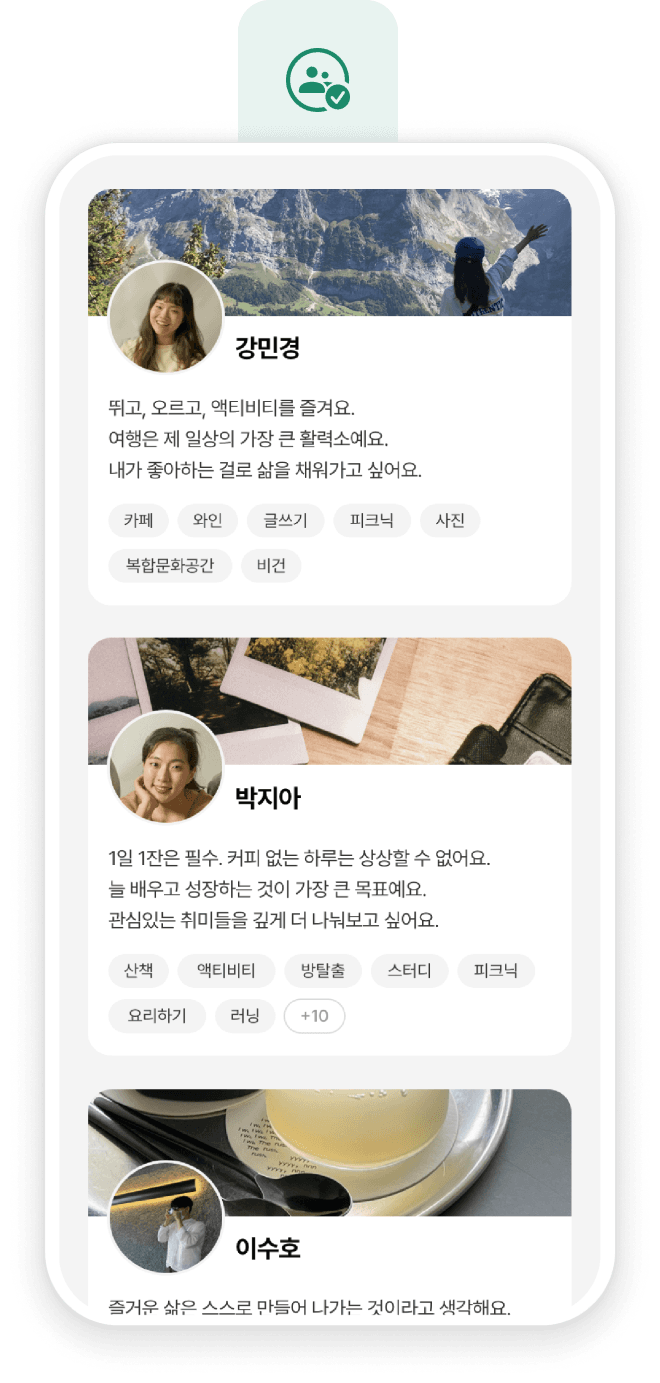 강민경
뛰고, 오르고, 액티비티를 즐겨요.
여행은 제 일상의 가장 큰 활력소예요.
내가 좋아하는 걸로 삶을 채워가고 싶어요.
카페 와인 글쓰기 피크닉 사진
복합문화공간 비건
박지아
1일 1잔은 필수. 커피 없는 하루는 상상할 수 없어요.
늘 배우고 성장하는 것이 가장 큰 목표예요.
관심있는 취미들을 깊게 더 나눠보고 싶어요.
산책 액티비티 방탈출 스터디 피크닉
요리하기 러닝 +10
이수호
즐거운 삶은 스스로 만들어 나가는 것이라고 생각해요.